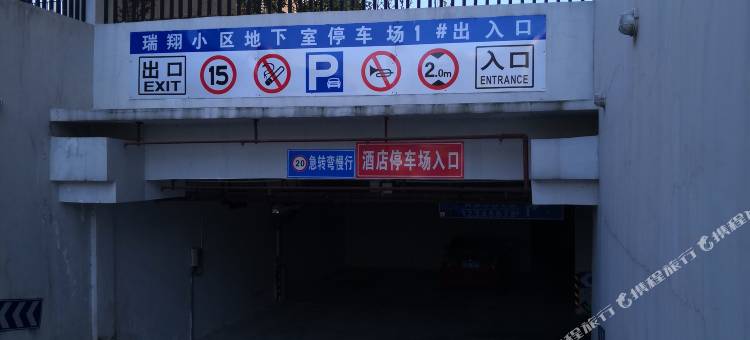 瑞翔小区地下室停车场1#出入口
出口
EXIT
15
P
2.0m
入口
ENTRANCE
20 急转弯慢行
酒店停车场入口
携程旅行
携程旅行